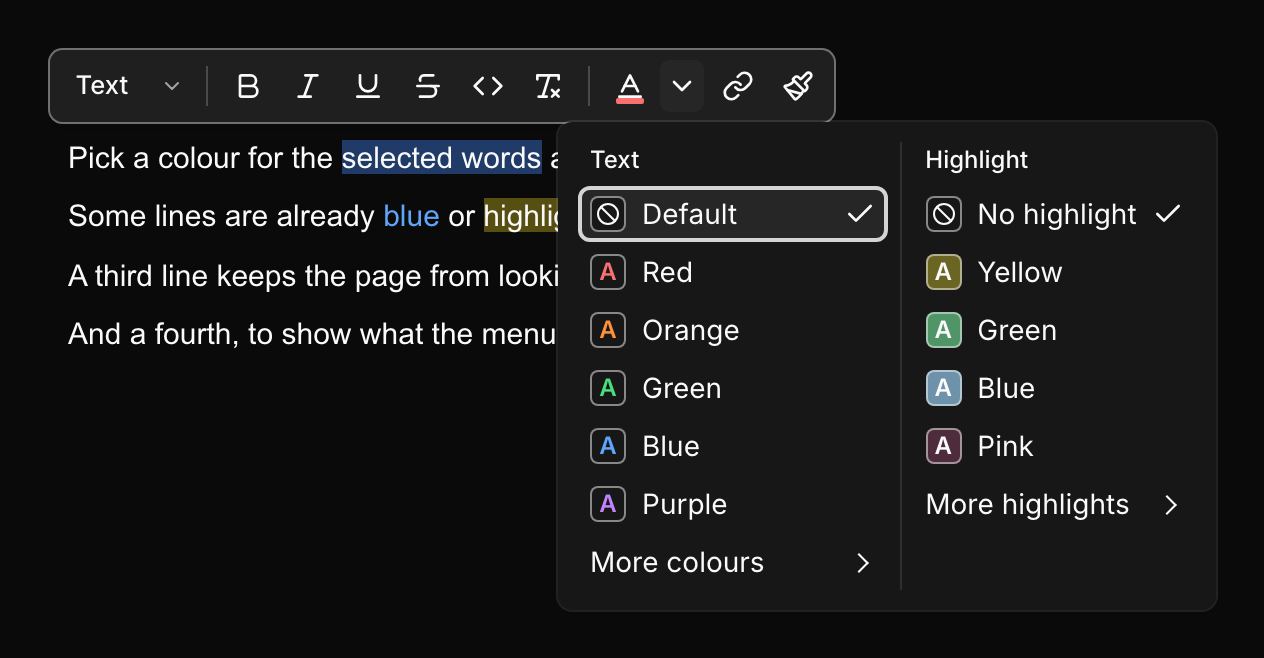 Text
B I U S <> Tx A
Pick a colour for the selected words a
Some lines are already blue or highlig
A third line keeps the page from looki
And a fourth, to show what the menu
Text
Default
A Red
A Orange
A Green
A Blue
A Purple
More colours
Highlight
No highlight
A Yellow
A Green
A Blue
A Pink
More highlights